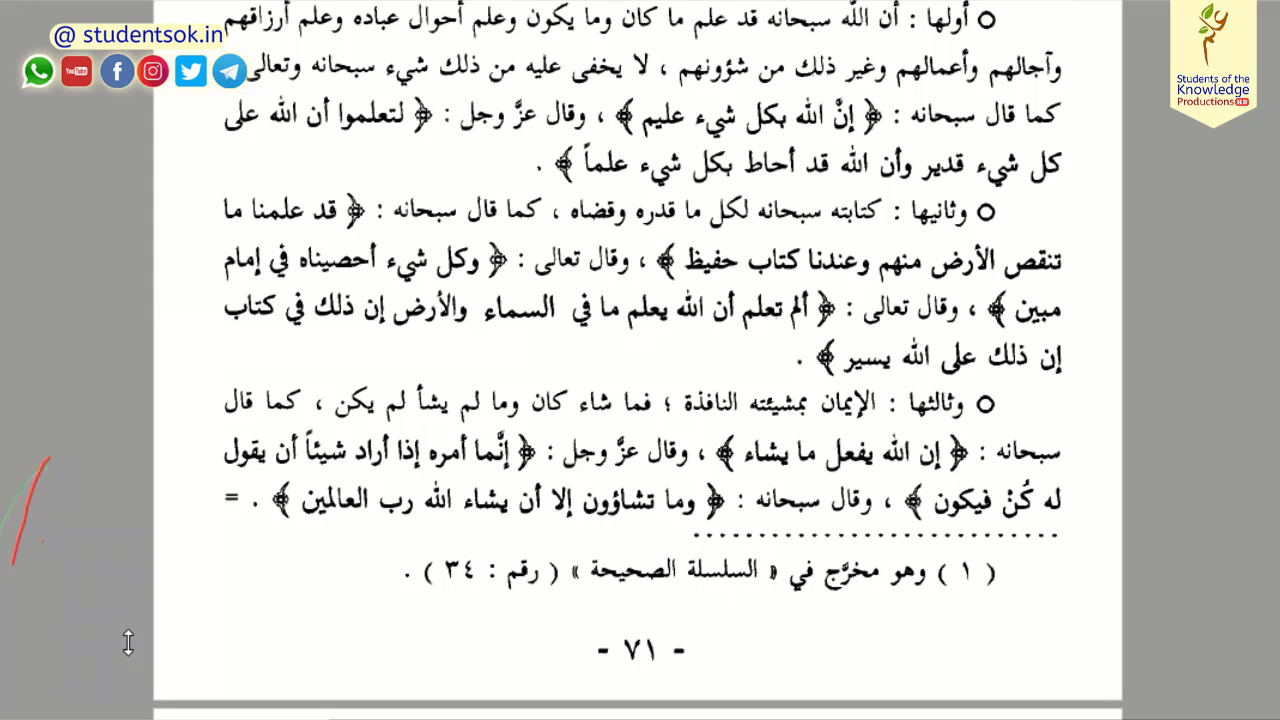 @ studentsok.in
Students of the
Knowledge
Productions HD
○ أولها : أن الله سبحانه قد علم ما كان وما يكون وعلم أحوال عباده وعلم أرزاقهم
وآجالهم وأعمالهم وغير ذلك من شؤونهم ، لا يخفى عليه من ذلك شيء سبحانه وتعالى
كما قال سبحانه : ﴿ إنَّ الله بكل شيء عليم ﴾ ، وقال عزَّ وجل : ﴿ لتعلموا أن الله على
كل شيء قدير وأن الله قد أحاط بكل شيء علماً ﴾ .
○ وثانيها : كتابته سبحانه لكل ما قدره وقضاه ، كما قال سبحانه : ﴿ قد علمنا ما
تنقص الأرض منهم وعندنا كتاب حفيظ ﴾ ، وقال تعالى : ﴿ وكل شيء أحصيناه في إمام
مبين ﴾ ، وقال تعالى : ﴿ ألم تعلم أن الله يعلم ما في السماء والأرض إن ذلك في كتاب
إن ذلك على الله يسير ﴾ .
○ وثالثها : الإيمان بمشيئته النافذة ؛ فما شاء كان وما لم يشأ لم يكن ، كما قال
سبحانه : ﴿ إن الله يفعل ما يشاء ﴾ ، وقال عزَّ وجل : ﴿ إنَّما أمره إذا أراد شيئاً أن يقول
له كُنْ فيكون ﴾ ، وقال سبحانه : ﴿ وما تشاؤون إلا أن يشاء الله رب العالمين ﴾ . =
( ١ ) وهو مخرَّج في « السلسلة الصحيحة » ( رقم : ٣٤ ) .
- ٧١ -